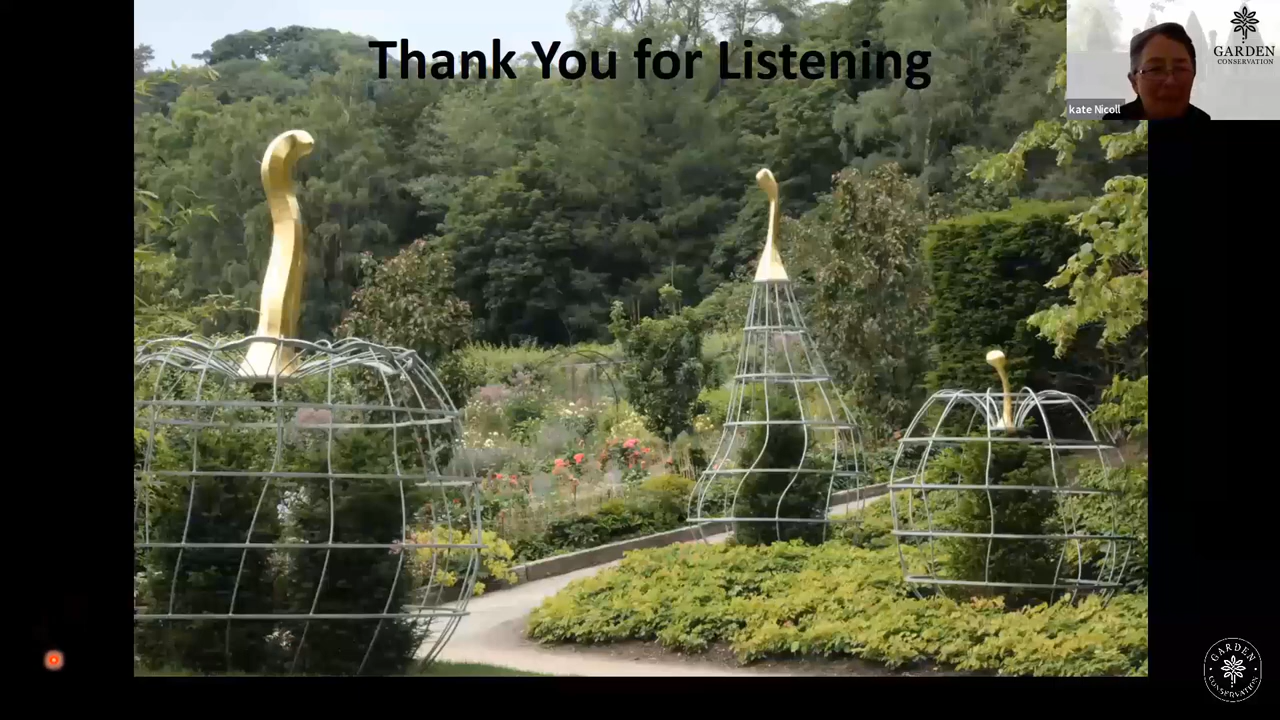 Thank You for Listening
GARDEN
CONSERVATION
kate Nicoll
GARDEN
CONSERVATION